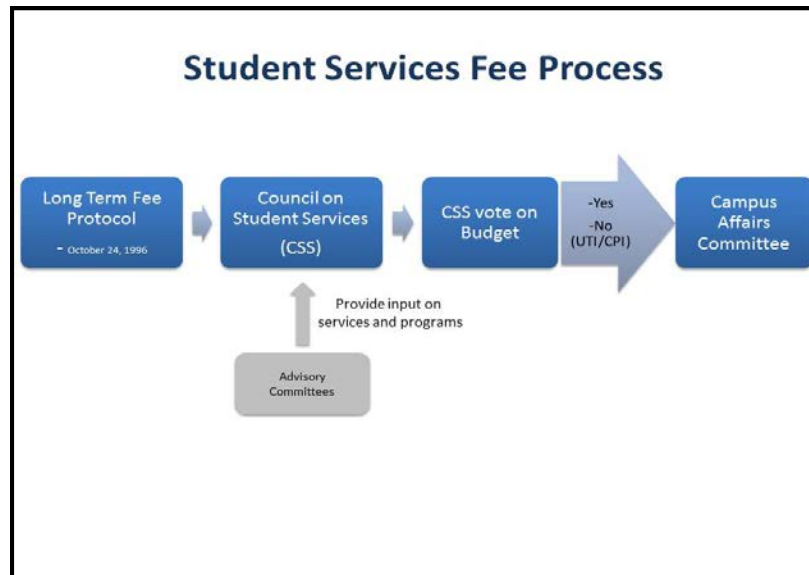 Student Services Fee Process
Long Term Fee
Protocol
- October 24, 1996
Council on
Student Services
(CSS)
CSS vote on
Budget
-Yes
-No
(UTI/CPI)
Campus
Affairs
Committee
Provide input on
services and programs
Advisory
Committees